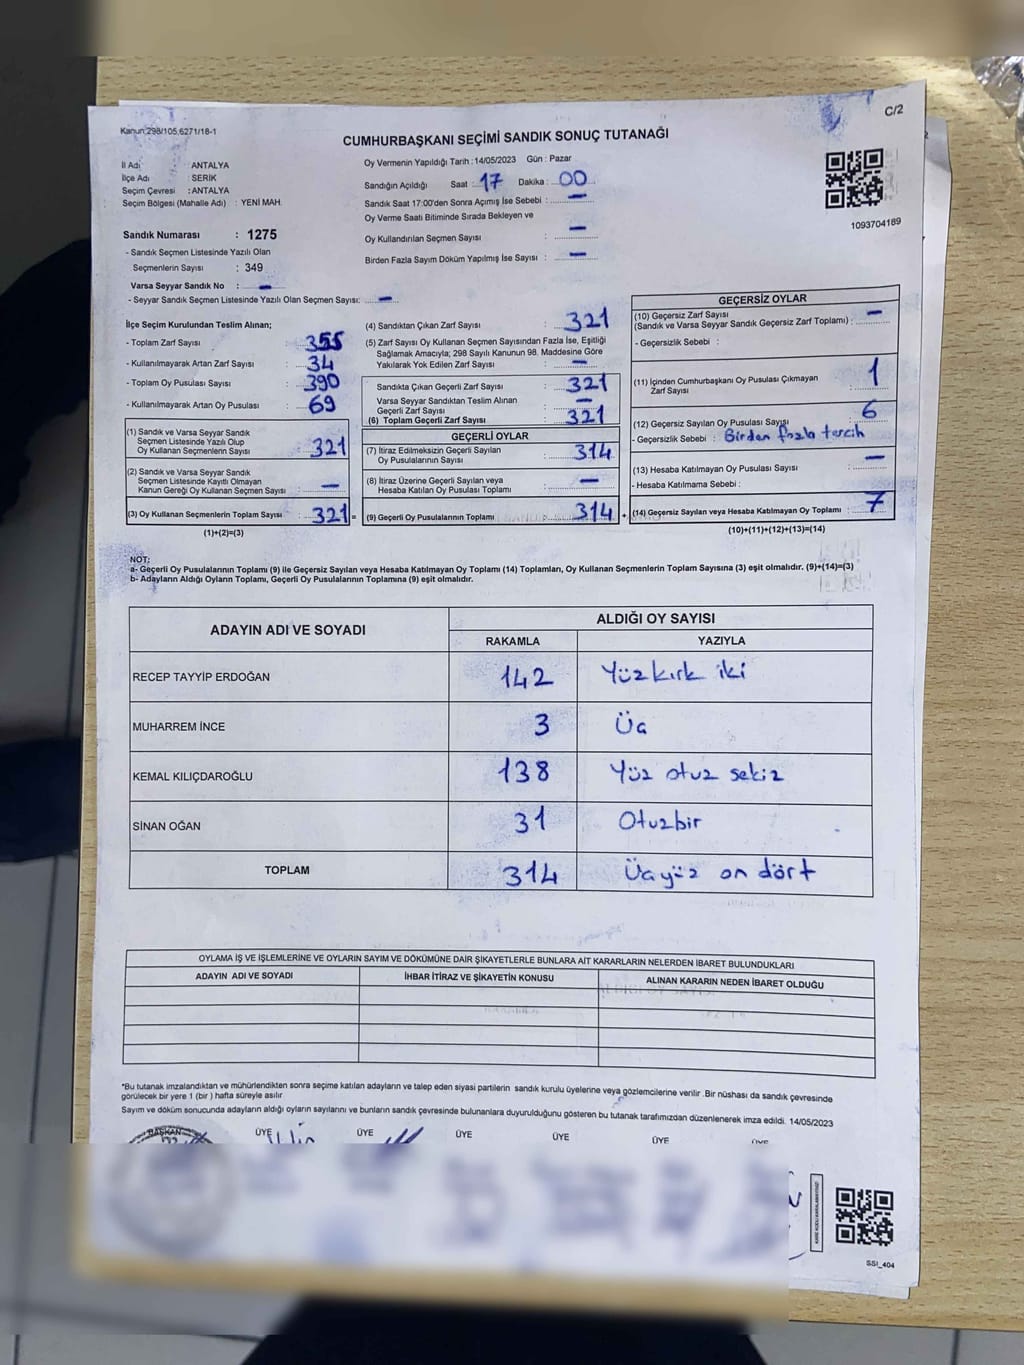 C/2
Kanun:298/105,6271/18-1
CUMHURBAŞKANI SEÇİMİ SANDIK SONUÇ TUTANAĞI
İl Adı : ANTALYA
İlçe Adı : SERİK
Seçim Çevresi : ANTALYA
Seçim Bölgesi (Mahalle Adı) : YENİ MAH.
Sandık Numarası : 1275
- Sandık Seçmen Listesinde Yazılı Olan
Seçmenlerin Sayısı : 349
Varsa Seyyar Sandık No : -
- Seyyar Sandık Seçmen Listesinde Yazılı Olan Seçmen Sayısı: -
Oy Vermenin Yapıldığı Tarih : 14/05/2023 Gün : Pazar
Sandığın Açıldığı Saat : 17 Dakika : 00
Sandık Saat 17:00'den Sonra Açmış İse Sebebi : -
Oy Verme Saati Bitiminde Sırada Bekleyen ve
Oy Kullandırılan Seçmen Sayısı : -
Birden Fazla Sayım Döküm Yapılmış İse Sayısı : -
1093704189
İlçe Seçim Kurulundan Teslim Alınan;
- Toplam Zarf Sayısı : 355
- Kullanılmayarak Artan Zarf Sayısı : 34
- Toplam Oy Pusulası Sayısı : 390
- Kullanılmayarak Artan Oy Pusulası : 69
(1) Sandık ve Varsa Seyyar Sandık
Seçmen Listesinde Yazılı Olup
Oy Kullanan Seçmenlerin Sayısı : 321
(2) Sandık ve Varsa Seyyar Sandık
Seçmen Listesinde Kayıtlı Olmayan
Kanun Gereği Oy Kullanan Seçmen Sayısı : -
(3) Oy Kullanan Seçmenlerin Toplam Sayısı : 321 =
(1)+(2)=(3)
(4) Sandıktan Çıkan Zarf Sayısı : 321
(5) Zarf Sayısı Oy Kullanan Seçmen Sayısından Fazla İse, Eşitliği
Sağlamak Amacıyla; 298 Sayılı Kanunun 98. Maddesine Göre
Yakılarak Yok Edilen Zarf Sayısı : -
Sandıkta Çıkan Geçerli Zarf Sayısı : 321
Varsa Seyyar Sandıktan Teslim Alınan
Geçerli Zarf Sayısı : -
(6) Toplam Geçerli Zarf Sayısı : 321
GEÇERLİ OYLAR
(7) İtiraz Edilmeksizin Geçerli Sayılan
Oy Pusulalarının Sayısı : 314
(8) İtiraz Üzerine Geçerli Sayılan veya
Hesaba Katılan Oy Pusulası Toplamı : -
(9) Geçerli Oy Pusulalarının Toplamı : 314 +
GEÇERSİZ OYLAR
(10) Geçersiz Zarf Sayısı
(Sandık ve Varsa Seyyar Sandık Geçersiz Zarf Toplamı) : -
- Geçersizlik Sebebi :
(11) İçinden Cumhurbaşkanı Oy Pusulası Çıkmayan
Zarf Sayısı : 1
(12) Geçersiz Sayılan Oy Pusulası Sayısı : 6
- Geçersizlik Sebebi : Birden fazla tercih
(13) Hesaba Katılmayan Oy Pusulası Sayısı : -
- Hesaba Katılmama Sebebi :
(14) Geçersiz Sayılan veya Hesaba Katılmayan Oy Toplamı : 7
(10)+(11)+(12)+(13)=(14)
NOT:
a- Geçerli Oy Pusulalarının Toplamı (9) ile Geçersiz Sayılan veya Hesaba Katılmayan Oy Toplamı (14) Toplamları, Oy Kullanan Seçmenlerin Toplam Sayısına (3) eşit olmalıdır. (9)+(14)=(3)
b- Adayların Aldığı Oyların Toplamı, Geçerli Oy Pusulalarının Toplamına (9) eşit olmalıdır.
ADAYIN ADI VE SOYADI
ALDIĞI OY SAYISI
RAKAMLA YAZIYLA
RECEP TAYYİP ERDOĞAN 142 Yüzkırk iki
MUHARREM İNCE 3 Üç
KEMAL KILIÇDAROĞLU 138 Yüz otuz sekiz
SİNAN OĞAN 31 Otuzbir
TOPLAM 314 Üçyüz on dört
OYLAMA İŞ VE İŞLEMLERİNE VE OYLARIN SAYIM VE DÖKÜMÜNE DAİR ŞİKAYETLERLE BUNLARA AİT KARARLARIN NELERDEN İBARET BULUNDUKLARI
ADAYIN ADI VE SOYADI İHBAR İTİRAZ VE ŞİKAYETİN KONUSU ALINAN KARARIN NEDEN İBARET OLDUĞU
*Bu tutanak imzalandıktan ve mühürlendikten sonra seçime katılan adayların ve talep eden siyasi partilerin sandık kurulu üyelerine veya gözlemcilerine verilir .Bir nüshası da sandık çevresinde
görülecek bir yere 1 (bir ) hafta süreyle asılır
Sayım ve döküm sonucunda adayların aldığı oyların sayılarını ve bunların sandık çevresinde bulunanlara duyurulduğunu gösteren bu tutanak tarafımızdan düzenlenerek imza edildi. 14/05/2023
BAŞKAN ÜYE ÜYE ÜYE ÜYE ÜYE ÜYE
SSI_404